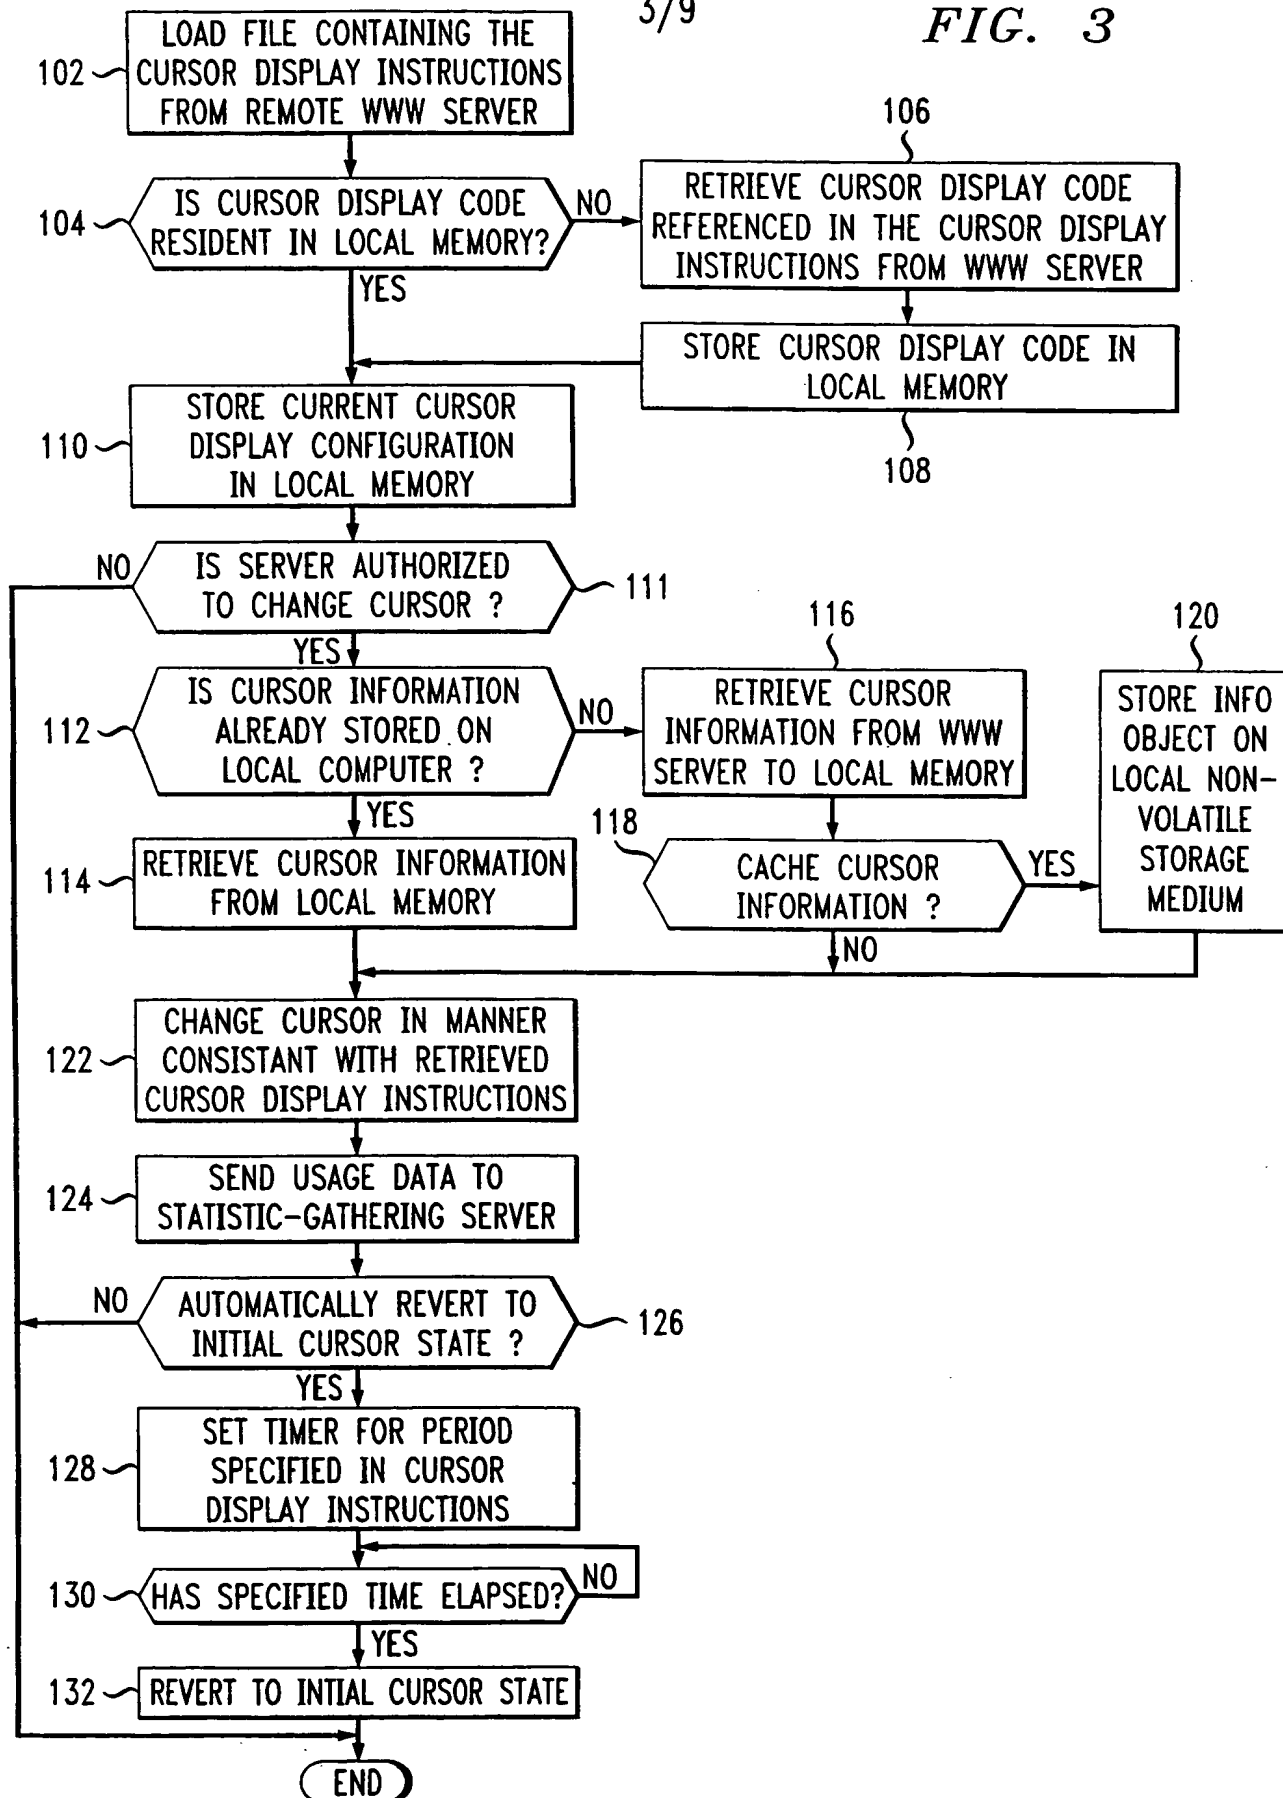 3/9
FIG. 3
LOAD FILE CONTAINING THE
CURSOR DISPLAY INSTRUCTIONS
FROM REMOTE WWW SERVER
102
IS CURSOR DISPLAY CODE
RESIDENT IN LOCAL MEMORY?
104
NO
YES
106
RETRIEVE CURSOR DISPLAY CODE
REFERENCED IN THE CURSOR DISPLAY
INSTRUCTIONS FROM WWW SERVER
STORE CURSOR DISPLAY CODE IN
LOCAL MEMORY
108
STORE CURRENT CURSOR
DISPLAY CONFIGURATION
IN LOCAL MEMORY
110
NO
IS SERVER AUTHORIZED
TO CHANGE CURSOR ?
111
YES
IS CURSOR INFORMATION
ALREADY STORED ON
LOCAL COMPUTER ?
112
NO
YES
116
RETRIEVE CURSOR
INFORMATION FROM WWW
SERVER TO LOCAL MEMORY
118
CACHE CURSOR
INFORMATION ?
YES
NO
120
STORE INFO
OBJECT ON
LOCAL NON-
VOLATILE
STORAGE
MEDIUM
114
RETRIEVE CURSOR INFORMATION
FROM LOCAL MEMORY
CHANGE CURSOR IN MANNER
CONSISTANT WITH RETRIEVED
CURSOR DISPLAY INSTRUCTIONS
122
SEND USAGE DATA TO
STATISTIC-GATHERING SERVER
124
NO
AUTOMATICALLY REVERT TO
INITIAL CURSOR STATE ?
126
YES
SET TIMER FOR PERIOD
SPECIFIED IN CURSOR
DISPLAY INSTRUCTIONS
128
130
HAS SPECIFIED TIME ELAPSED?
NO
YES
132
REVERT TO INTIAL CURSOR STATE
END